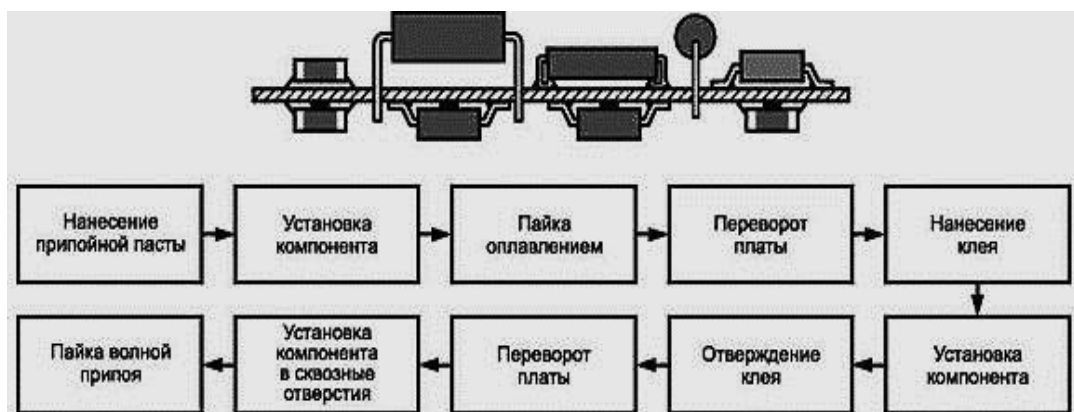 Нанесение
припойной пасты
Установка
компонента
Пайка
оплавлением
Переворот
платы
Нанесение
клея
Пайка волной
припоя
Установка
компонента
в сквозные
отверстия
Переворот
платы
Отверждение
клея
Установка
компонента